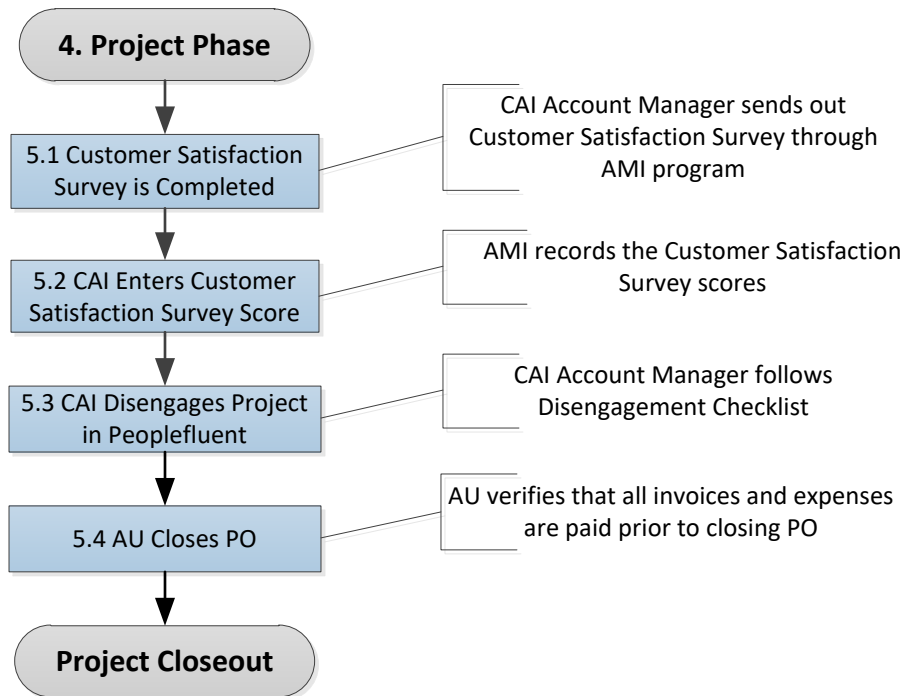 4. Project Phase
CAI Account Manager sends out
Customer Satisfaction Survey through
AMI program
5.1 Customer Satisfaction
Survey is Completed
AMI records the Customer Satisfaction
Survey scores
5.2 CAI Enters Customer
Satisfaction Survey Score
CAI Account Manager follows
Disengagement Checklist
5.3 CAI Disengages Project
in Peoplefluent
AU verifies that all invoices and expenses
are paid prior to closing PO
5.4 AU Closes PO
Project Closeout